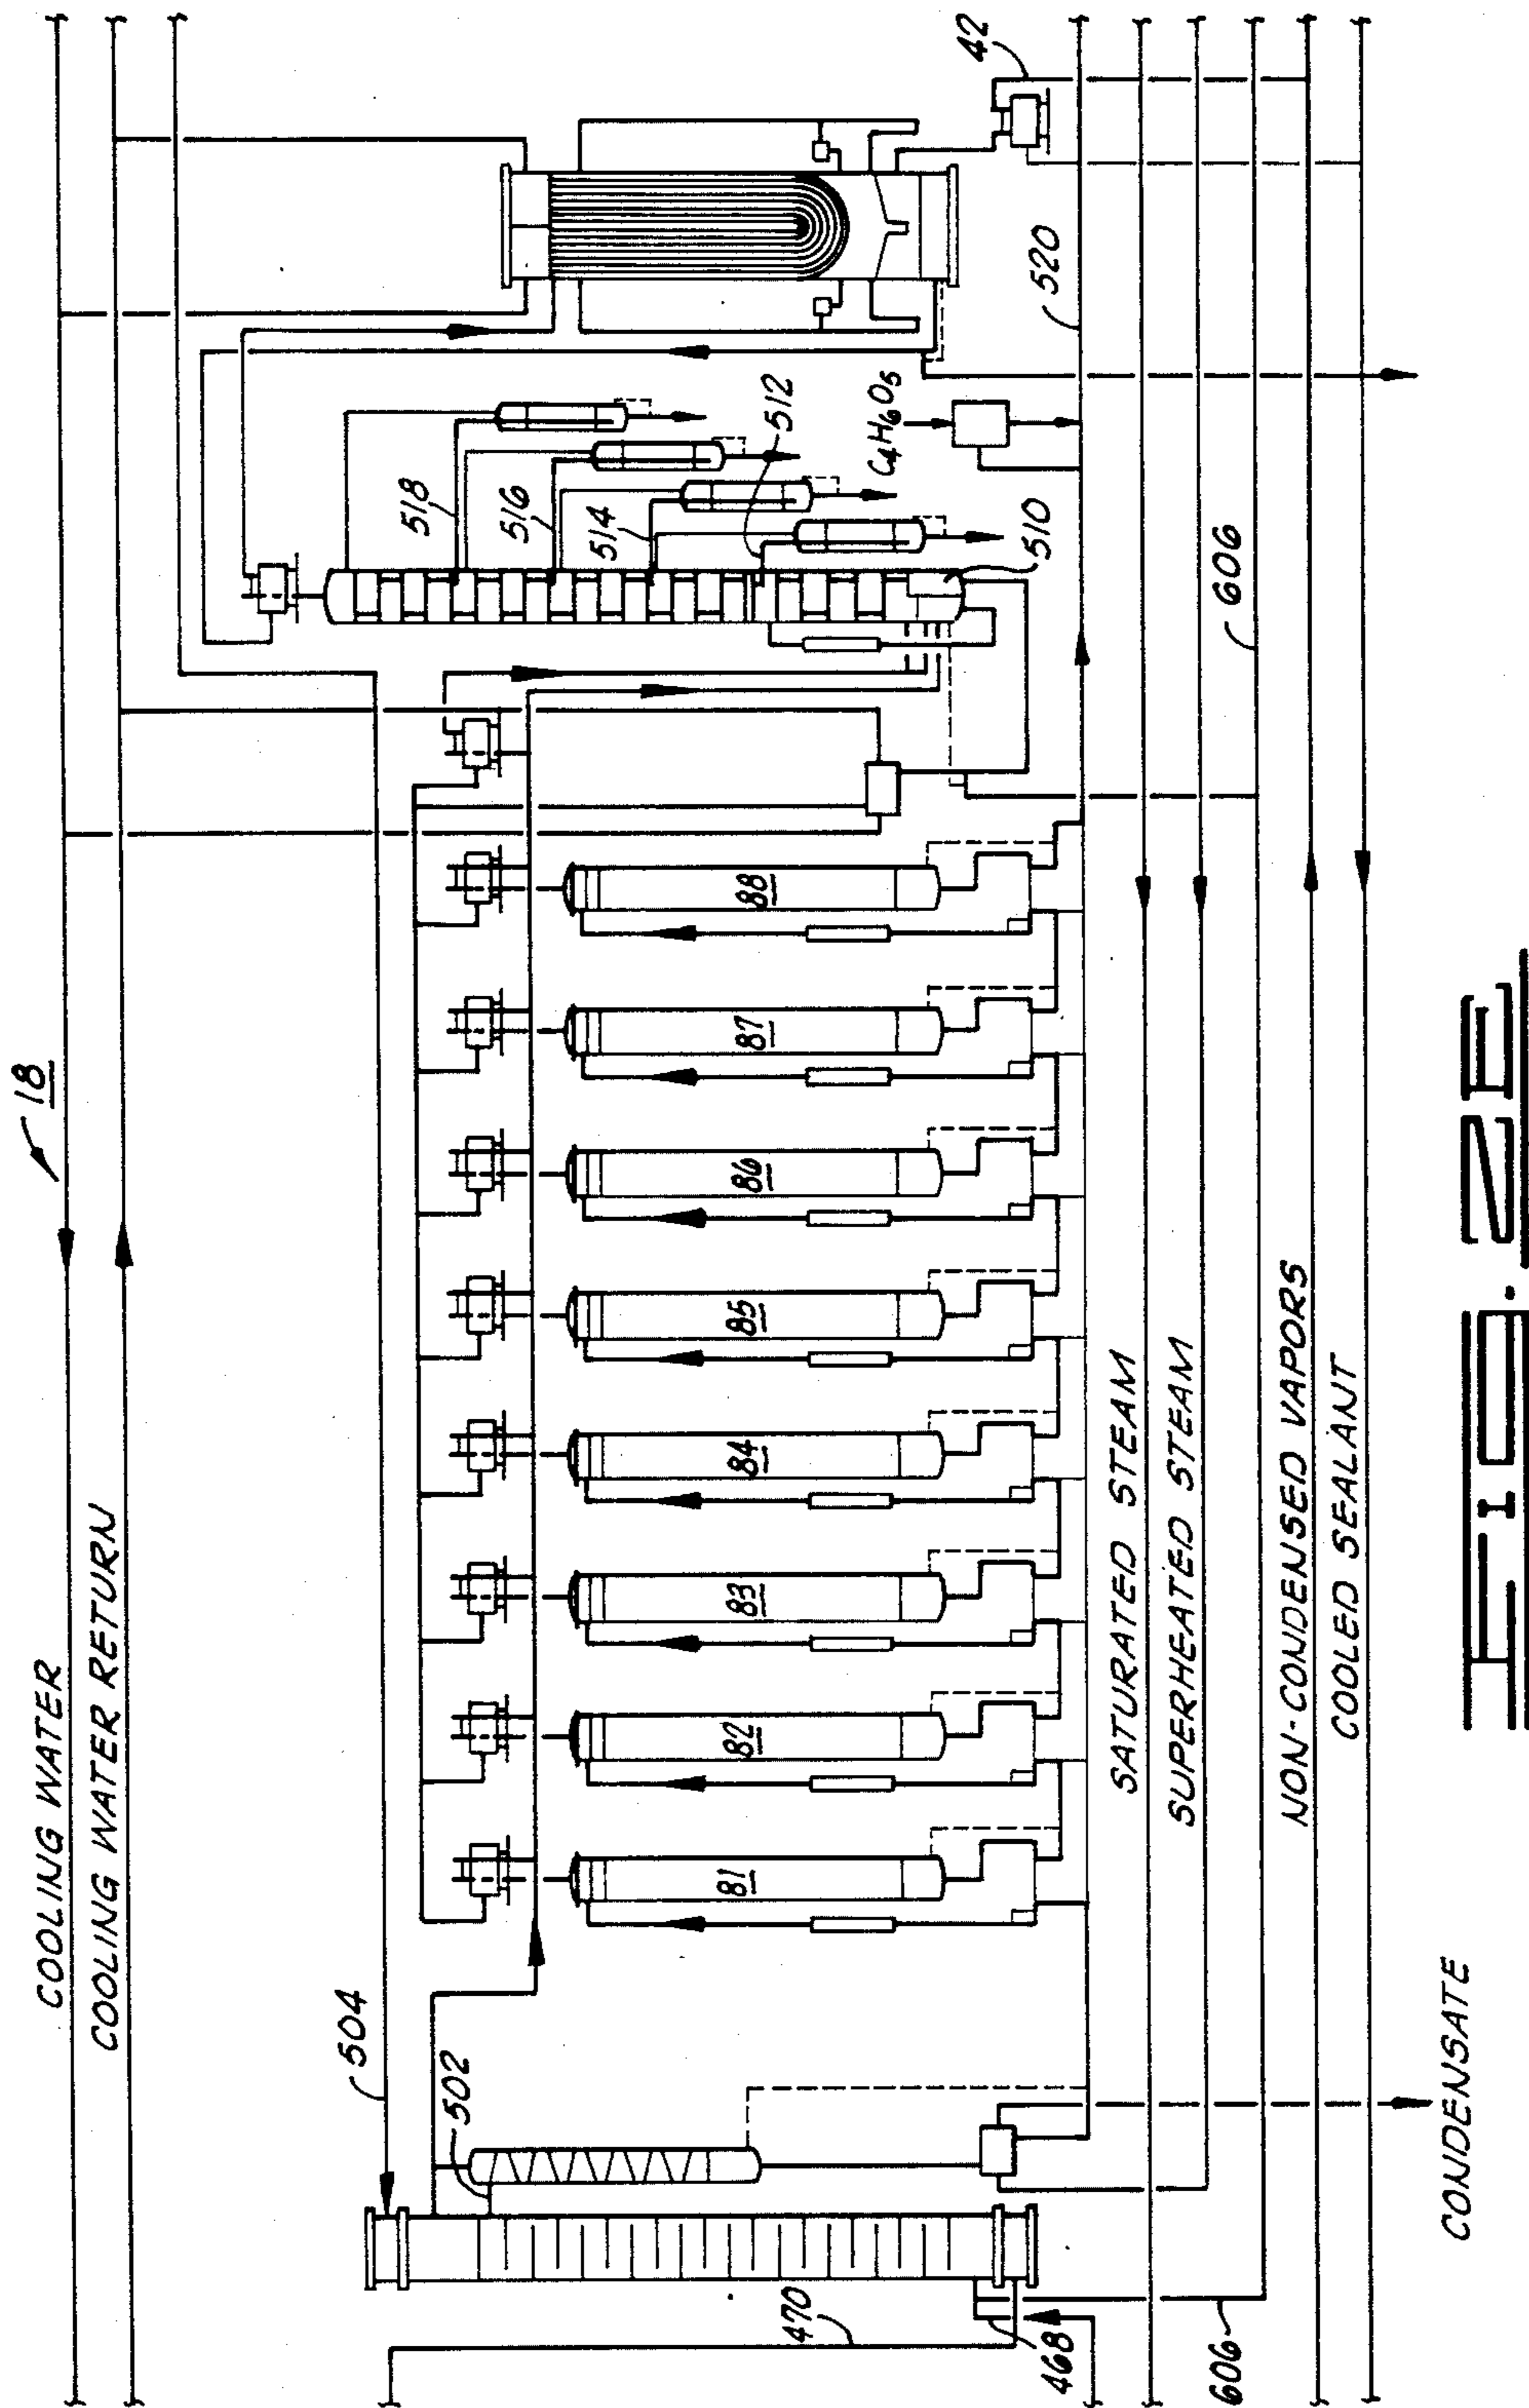 18
COOLING WATER
COOLING WATER RETURN
504
502
470
468
606
518
516
514
512
C4H6O5
510
42
520
606
81
82
83
84
85
86
87
88
SATURATED STEAM
SUPERHEATED STEAM
NON-CONDENSED VAPORS
COOLED SEALANT
CONDENSATE
FIG. 2E